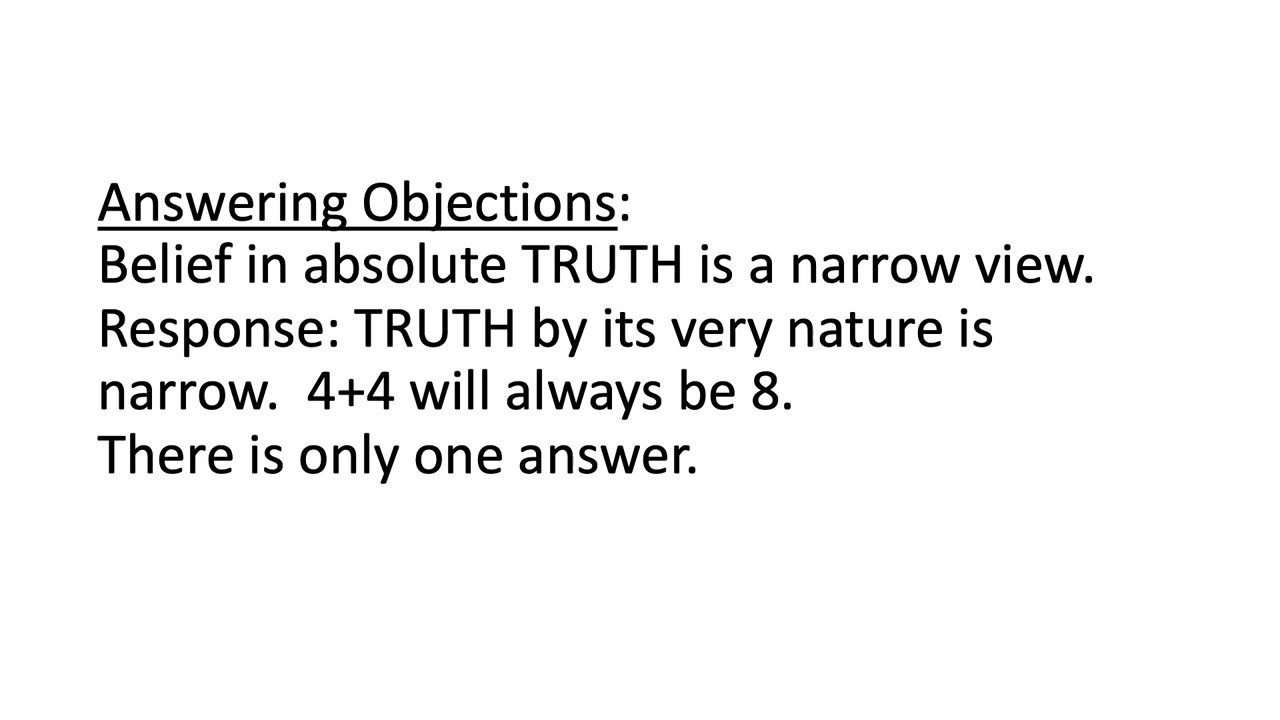 Answering Objections:
Belief in absolute TRUTH is a narrow view.
Response: TRUTH by its very nature is
narrow.  4+4 will always be 8.
There is only one answer.